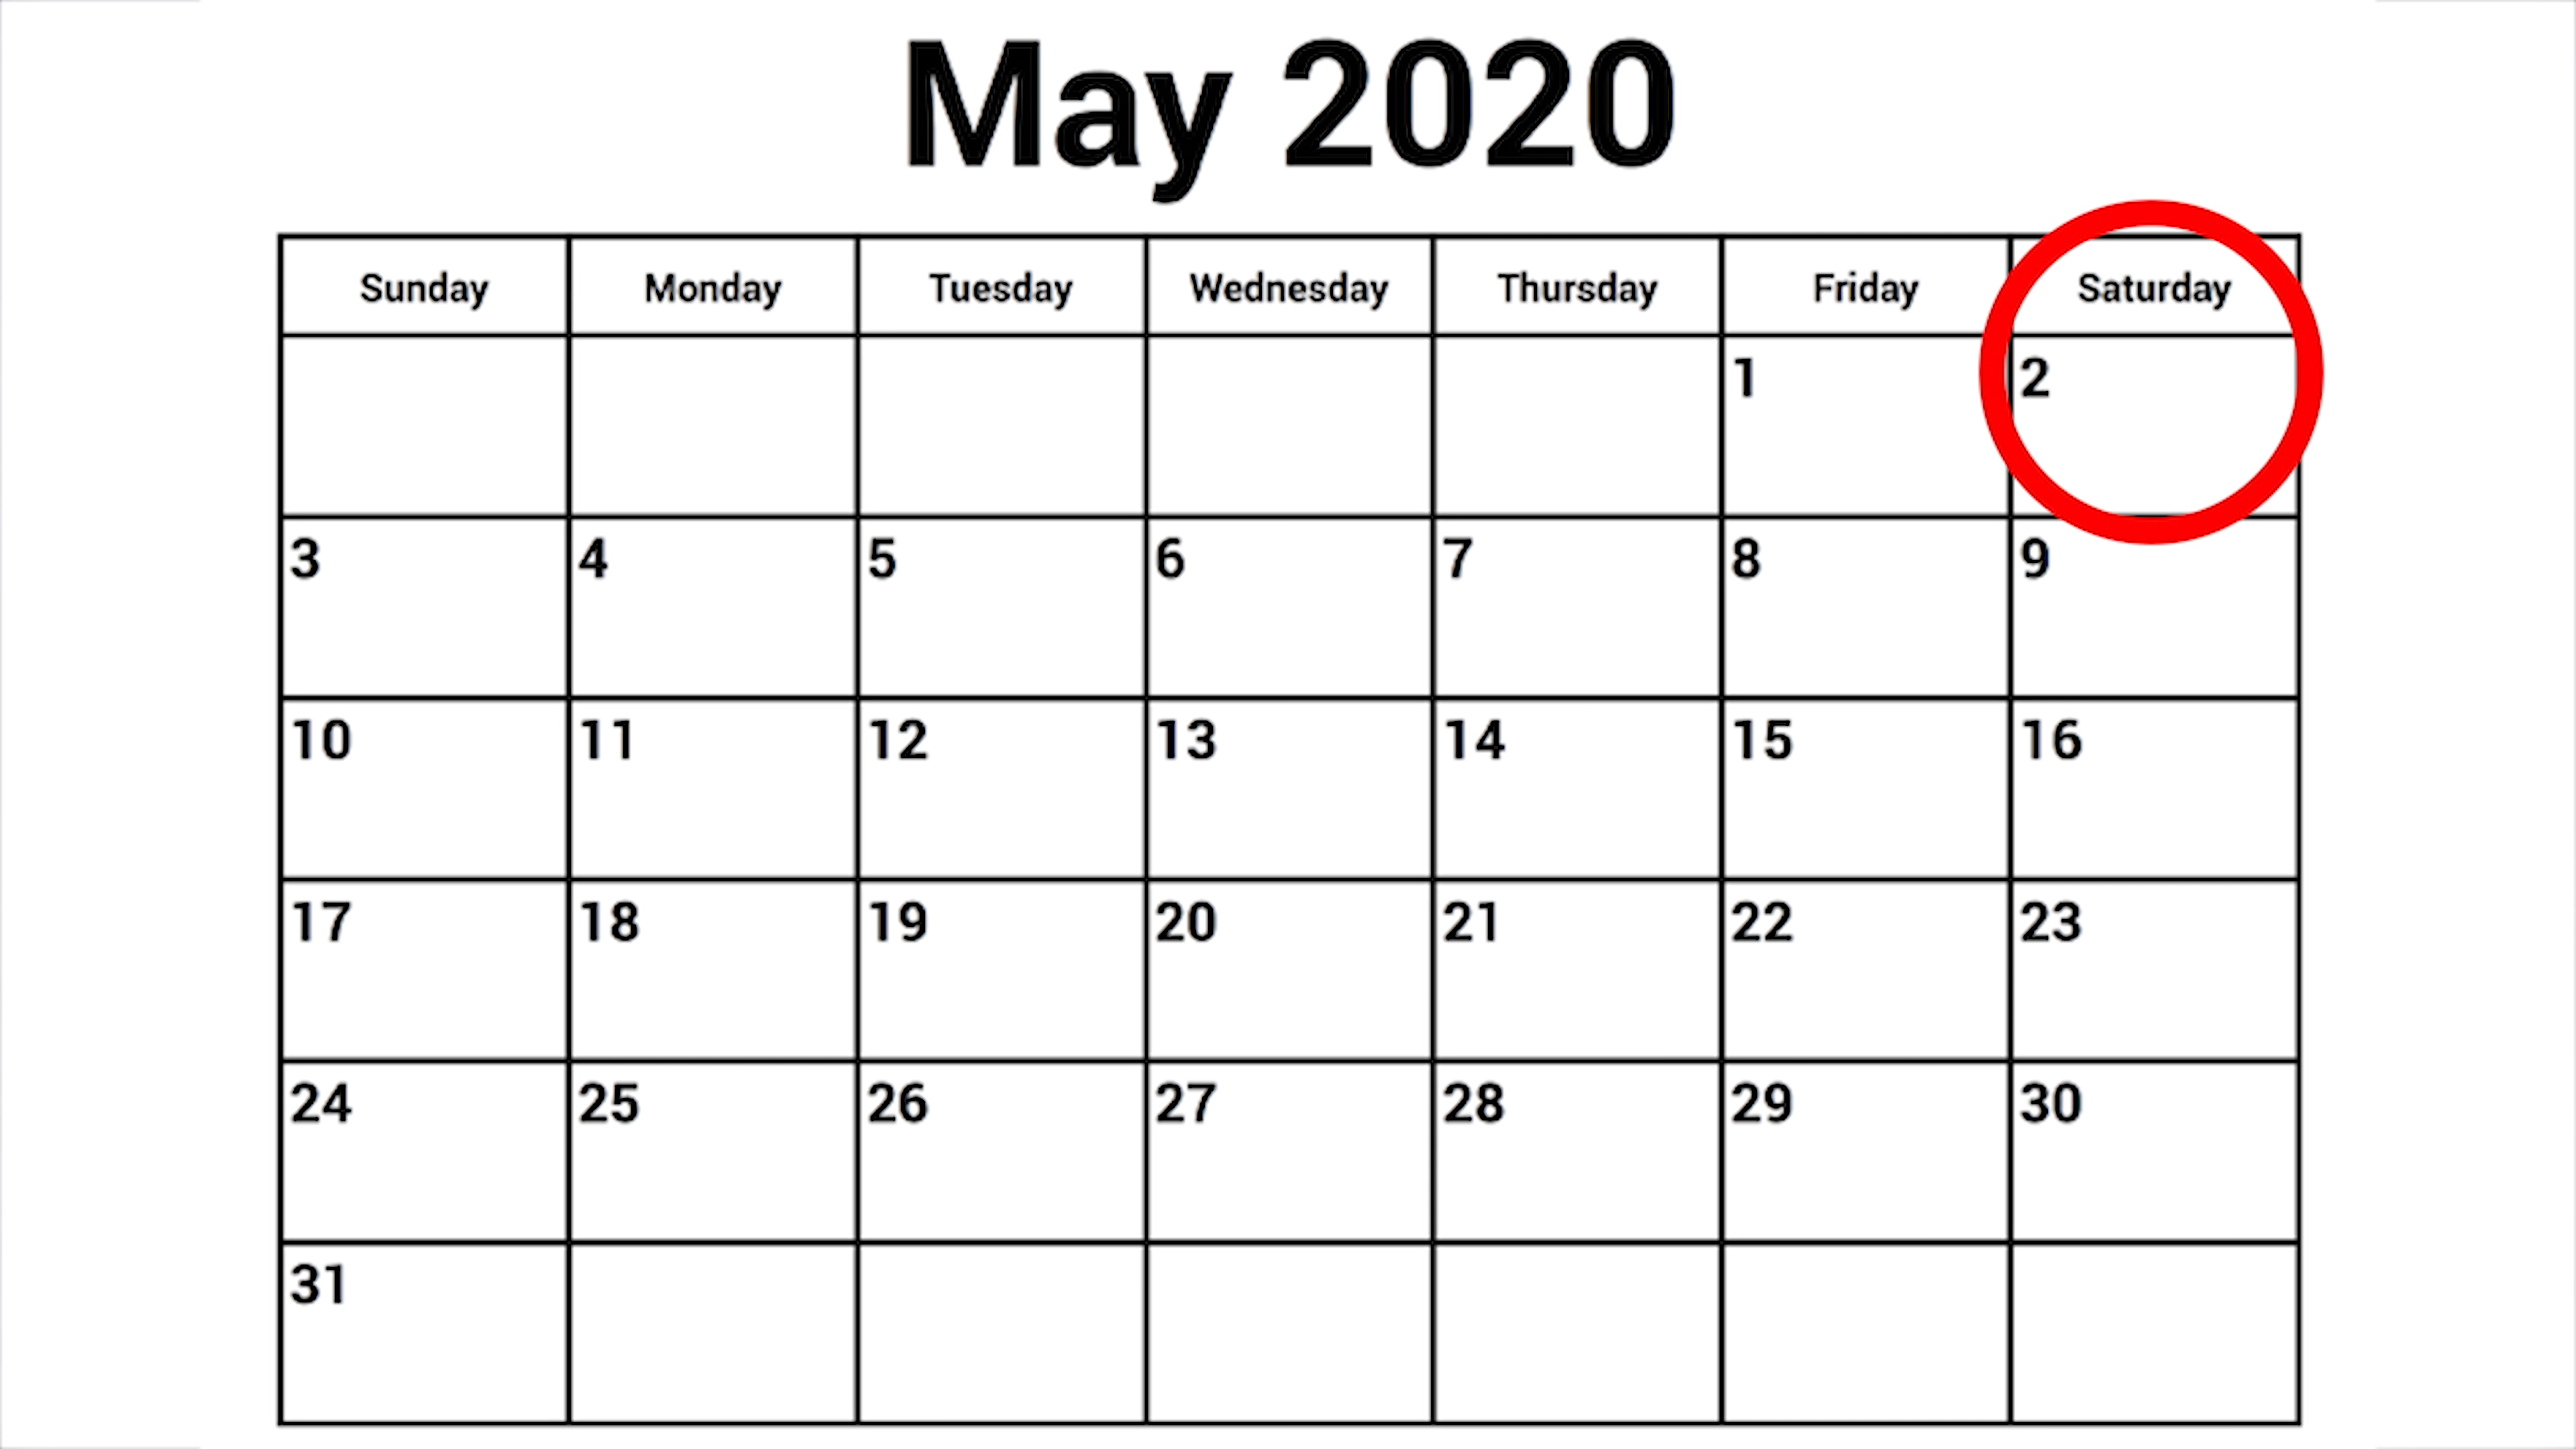 May 2020
Sunday Monday Tuesday Wednesday Thursday Friday Saturday
1 2
3 4 5 6 7 8 9
10 11 12 13 14 15 16
17 18 19 20 21 22 23
24 25 26 27 28 29 30
31